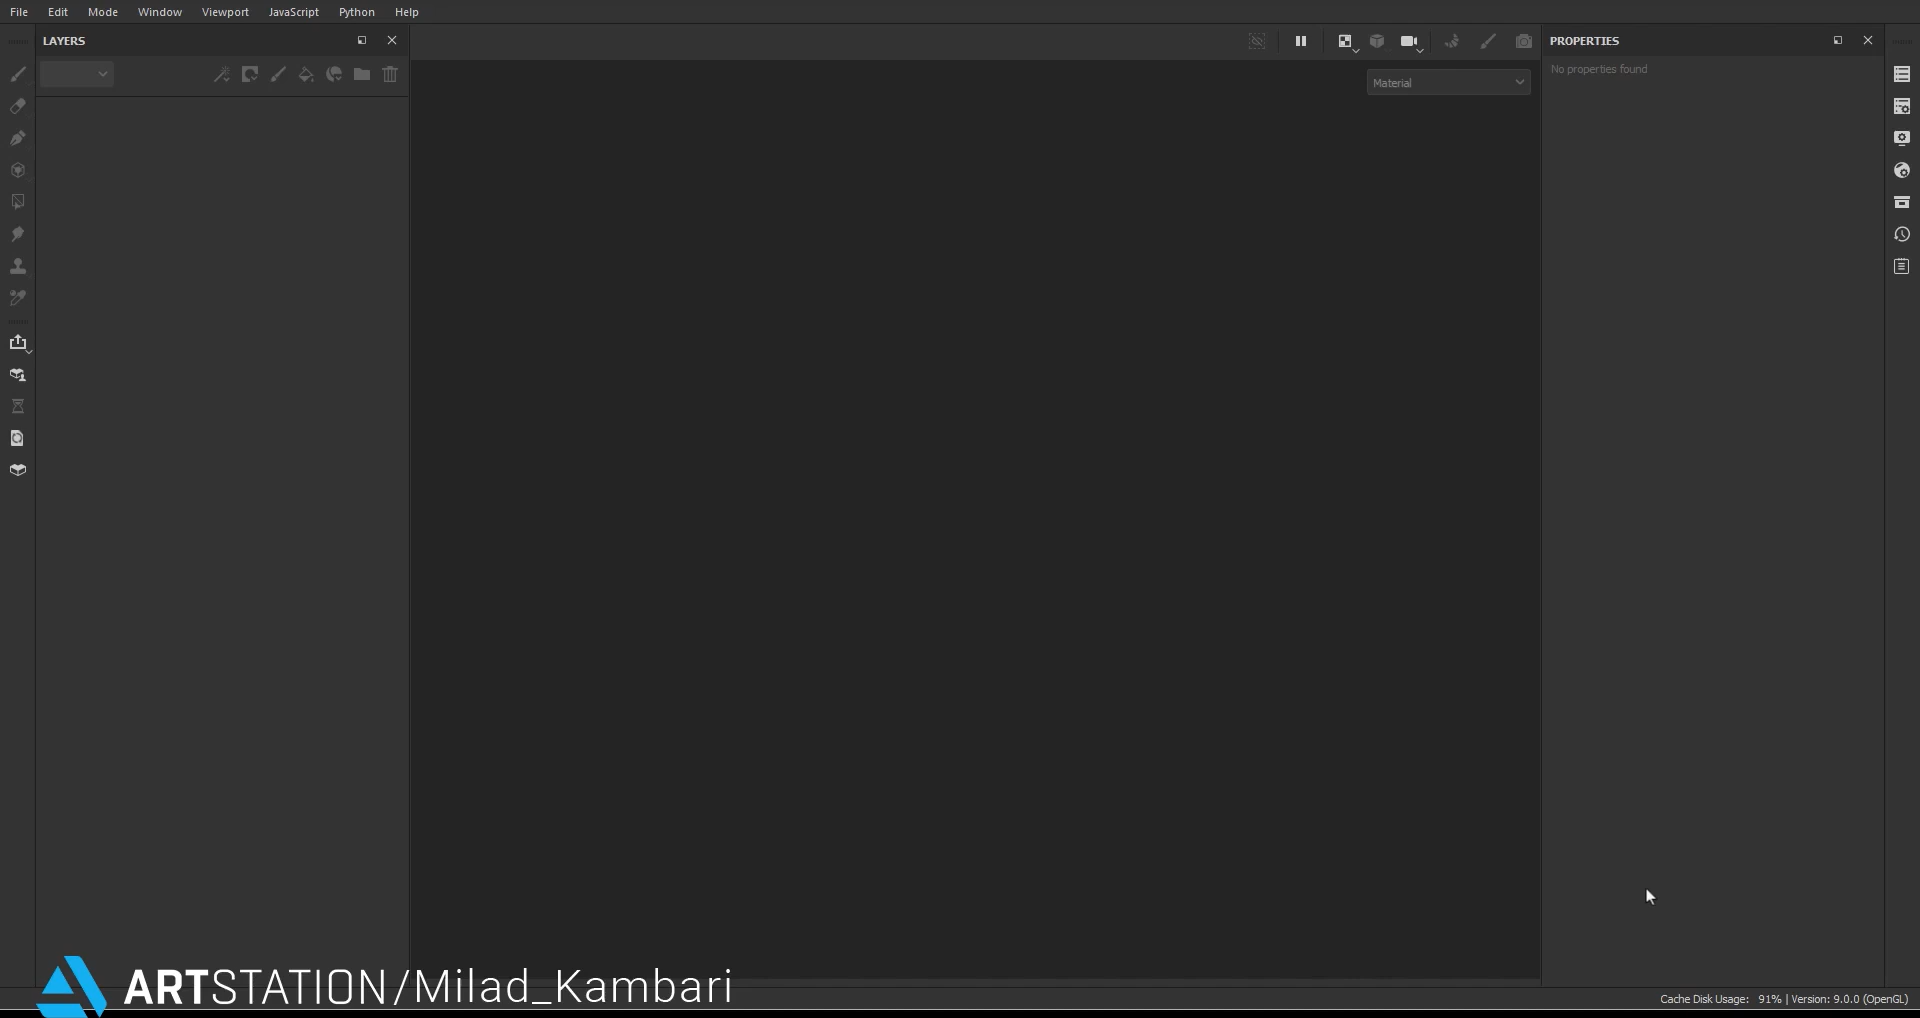 File Edit Mode Window Viewport JavaScript Python Help
LAYERS
PROPERTIES
No properties found
Material
ARTSTATION/Milad_Kambari
Cache Disk Usage: 91% | Version: 9.0.0 (OpenGL)